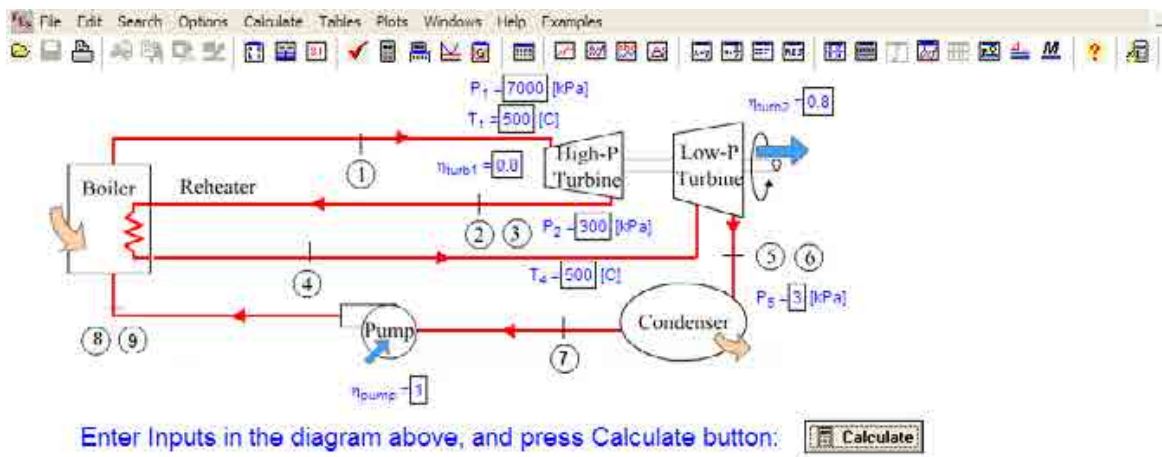 File Edit Search Options Calculate Tables Plots Windows Help Examples
P₁ = 7000 [kPa]
T₁ = 500 [C]
ηturb2 = 0.8
ηturb1 = 0.8
High-P
Turbine
Low-P
Turbine
Boiler
Reheater
1
2 3
P₂ = 300 [kPa]
4
T₄ = 500 [C]
5 6
P₅ = 3 [kPa]
Condenser
Pump
7
8 9
ηpump = 1
Enter Inputs in the diagram above, and press Calculate button:
Calculate